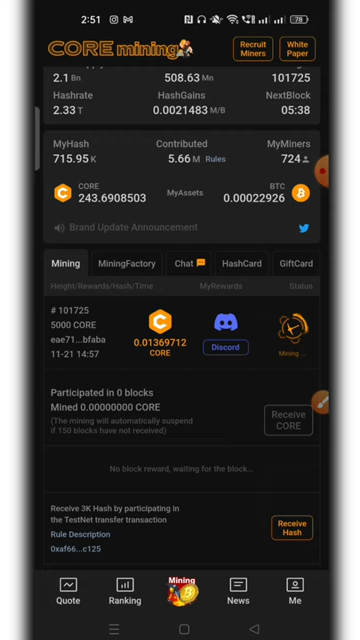 2:51
78
CORE mining
Recruit Miners
White Paper
2.1 Bn
508.63 Mn
101725
Hashrate
HashGains
NextBlock
2.33 T
0.0021483 M/B
05:38
MyHash
Contributed
MyMiners
715.95 K
5.66 M Rules
724
CORE
243.6908503
MyAssets
BTC
0.00022926
Brand Update Announcement
Mining
MiningFactory
Chat
HashCard
GiftCard
Height/Rewards/Hash/Time
MyRewards
Status
# 101725
5000 CORE
eae71...bfaba
11-21 14:57
0.01369712
CORE
Discord
Mining ...
Participated in 0 blocks
Mined 0.00000000 CORE
(The mining will automatically suspend
if 150 blocks have not received)
Receive
CORE
No block reward, waiting for the block...
Receive 3K Hash by participating
in the TestNet transfer transaction
Rule Description
0xaf66...c125
Receive
Hash
Quote
Ranking
Mining
News
Me